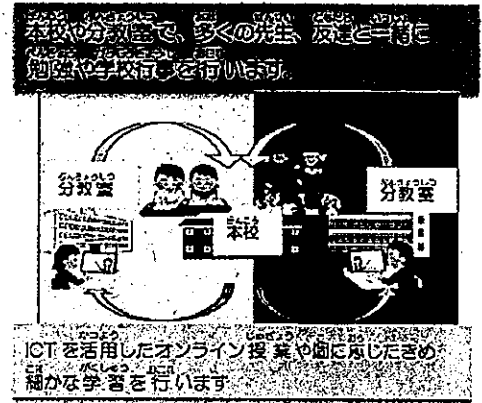 本校や分教室で、多くの先生、友達と一緒に
勉強や学校行事を行います。
分教室
分教室
本校
ICTを活用したオンライン授業や個に応じたきめ
細かな学習を行います